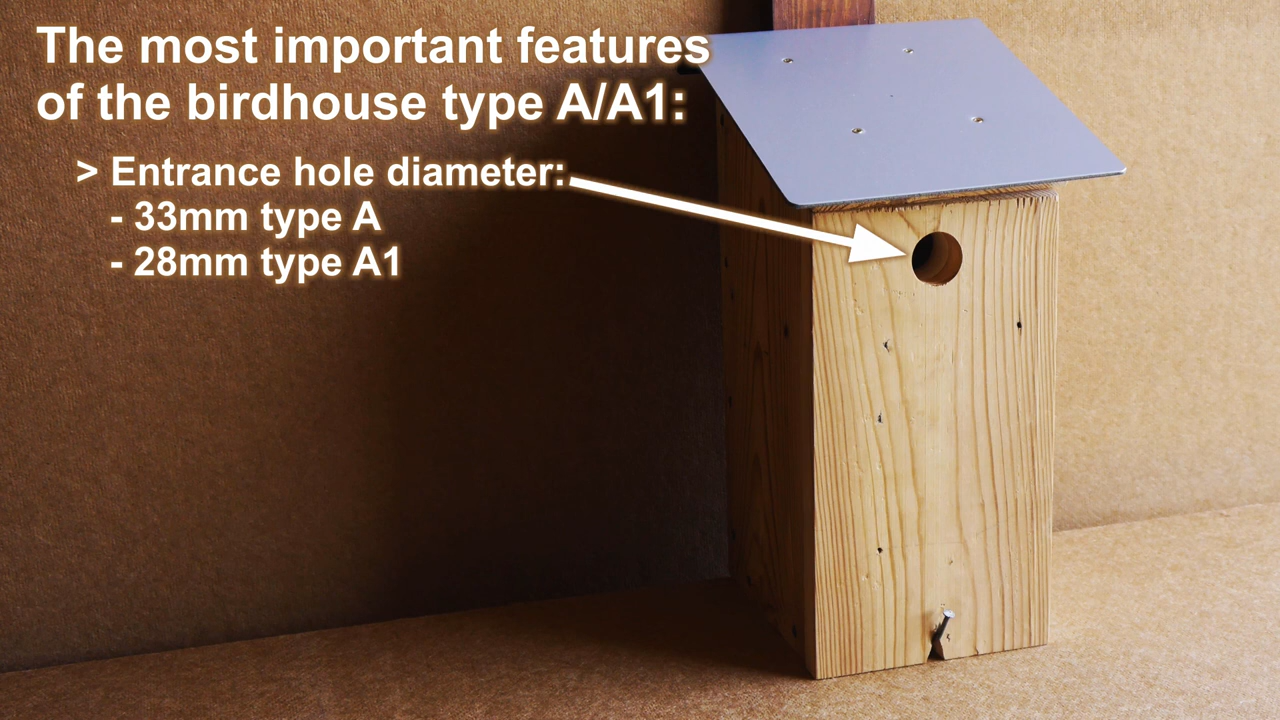 The most important features
of the birdhouse type A/A1:
> Entrance hole diameter:
- 33mm type A
- 28mm type A1